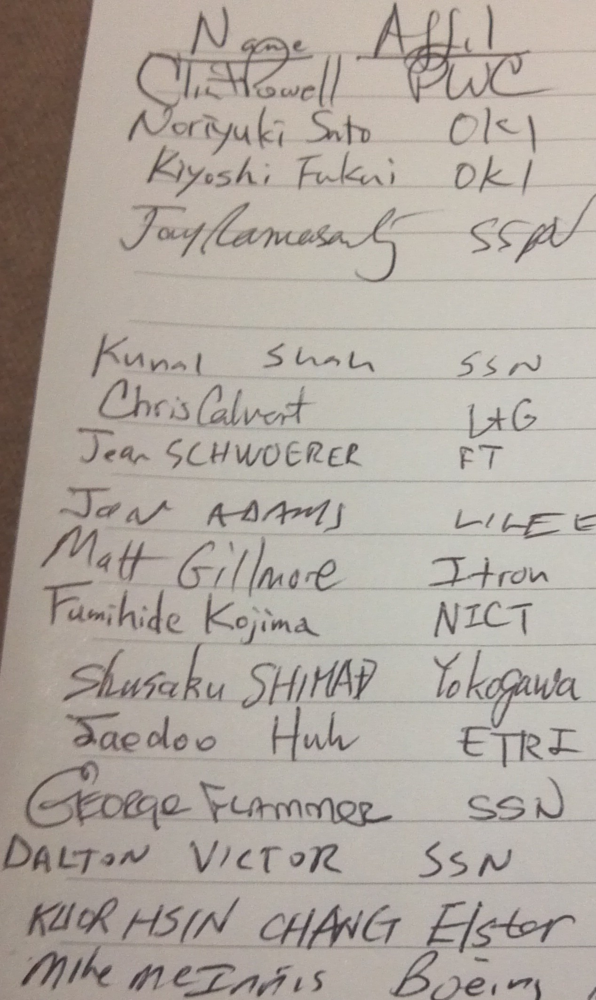 Name Affil
Clint Powell PWC
Noriyuki Sato OKI
Kiyoshi Fukui OKI
Jay Ramasastry SSN
Kunal Shah SSN
Chris Calvert L+G
Jean SCHWOERER FT
Jon ADAMS LILEE
Matt Gillmore Itron
Fumihide Kojima NICT
Shusaku SHIMAD Yokogawa
Jaedoo Huh ETRI
GEORge FLAmmER SSN
DALTON VICTOR SSN
KUOR HSIN CHANG Elster
Mike McInnis Boeing